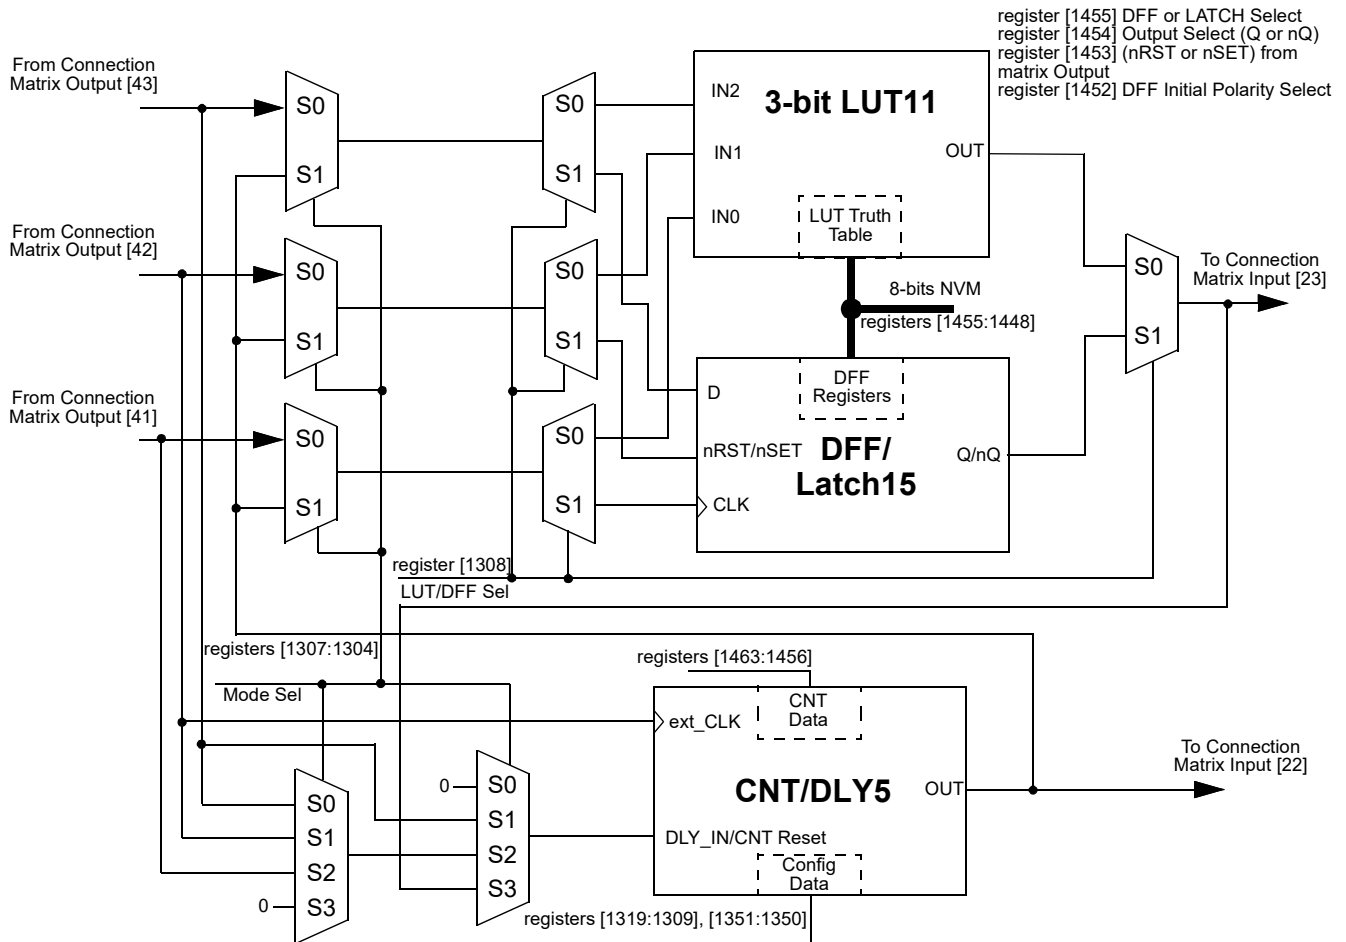 register [1455] DFF or LATCH Select
register [1454] Output Select (Q or nQ)
register [1453] (nRST or nSET) from
matrix Output
register [1452] DFF Initial Polarity Select
From Connection
Matrix Output [43]
S0
S1
S0
S1
IN2
3-bit LUT11
IN1
OUT
IN0
LUT Truth
Table
From Connection
Matrix Output [42]
S0
S1
S0
S1
8-bits NVM
registers [1455:1448]
S0
S1
To Connection
Matrix Input [23]
From Connection
Matrix Output [41]
S0
S1
S0
S1
D
DFF
Registers
nRST/nSET
DFF/
Latch15
Q/nQ
CLK
register [1308]
LUT/DFF Sel
registers [1307:1304]
Mode Sel
registers [1463:1456]
CNT
Data
ext_CLK
CNT/DLY5
OUT
To Connection
Matrix Input [22]
DLY_IN/CNT Reset
Config
Data
0
S0
S1
S2
S3
S0
S1
S2
0
S3
registers [1319:1309], [1351:1350]